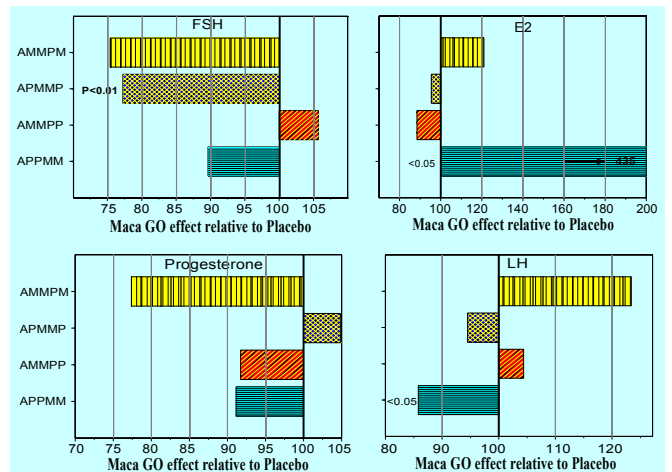 FSH
AMMPM
APMMP
P<0.01
AMMPP
APPMM
75 80 85 90 95 100 105
Maca GO effect relative to Placebo
E2
<0.05
435
80 100 120 140 160 180 200
Maca GO effect relative to Placebo
Progesterone
AMMPM
APMMP
AMMPP
APPMM
70 75 80 85 90 95 100 105
Maca GO effect relative to Placebo
LH
<0.05
80 90 100 110 120
Maca GO effect relative to Placebo